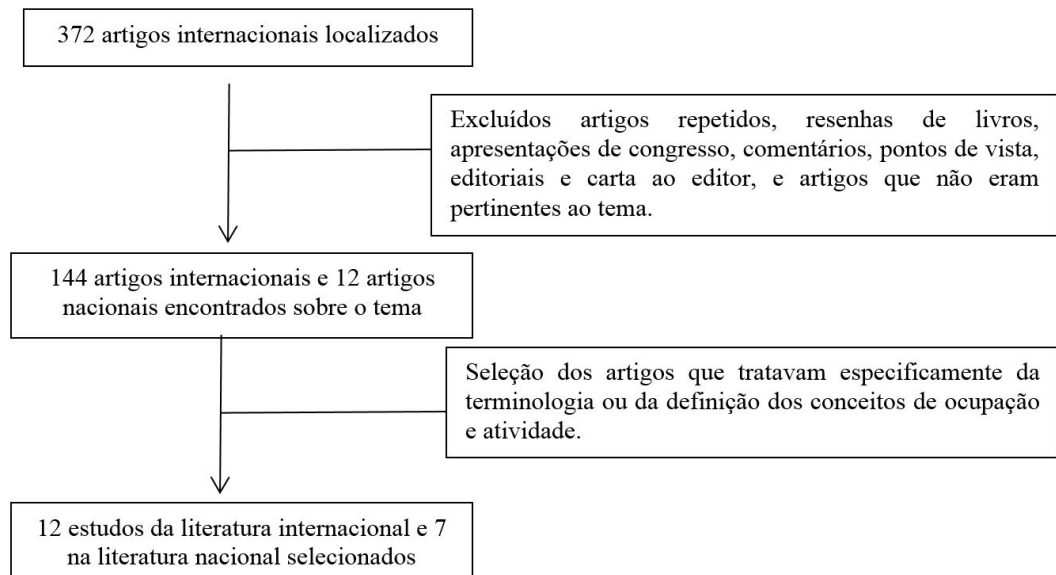 372 artigos internacionais localizados
Excluídos artigos repetidos, resenhas de livros,
apresentações de congresso, comentários, pontos de vista,
editoriais e carta ao editor, e artigos que não eram
pertinentes ao tema.
144 artigos internacionais e 12 artigos
nacionais encontrados sobre o tema
Seleção dos artigos que tratavam especificamente da
terminologia ou da definição dos conceitos de ocupação
e atividade.
12 estudos da literatura internacional e 7
na literatura nacional selecionados